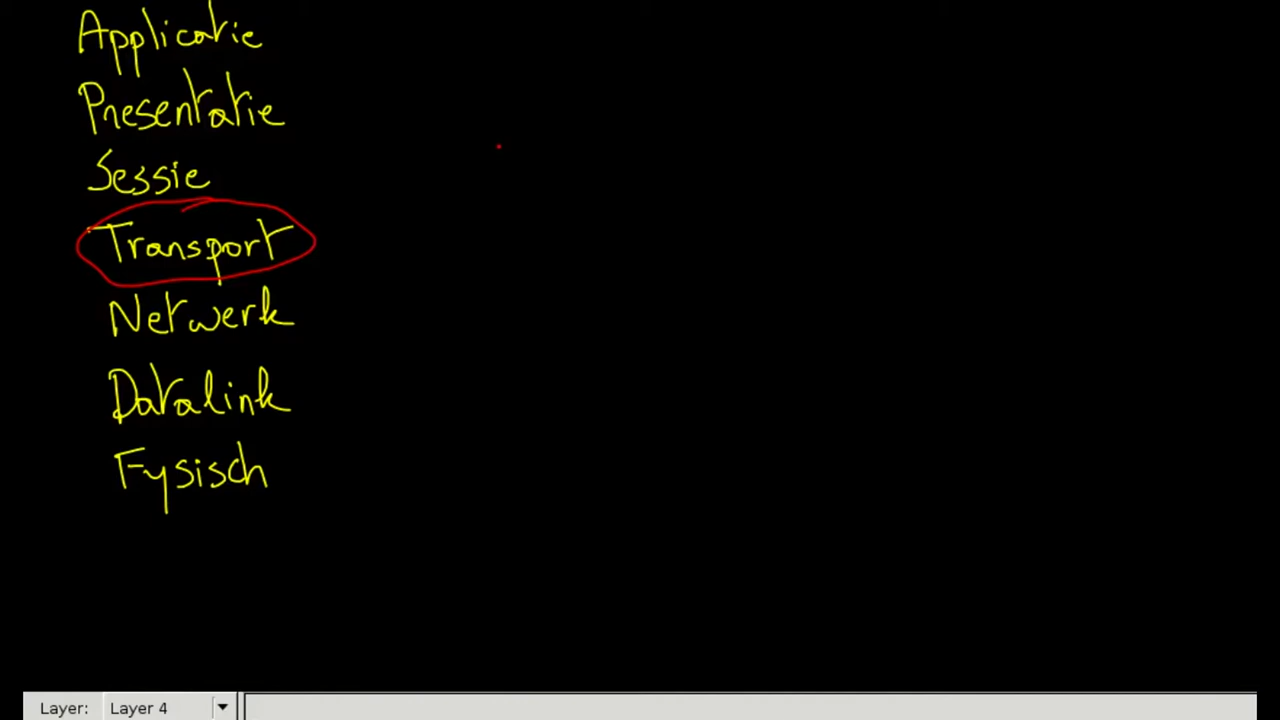 Applicatie
Presentatie
Sessie
Transport
Netwerk
Datalink
Fysisch
Layer: Layer 4